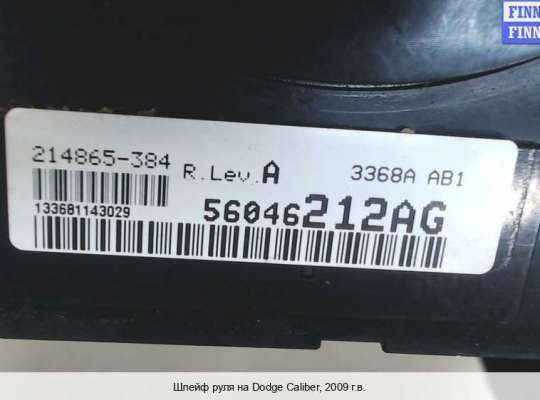 FINN
FINN
214865-384 R.Lev.A 3368A AB1
133681143029 56046212AG
Шлейф руля на Dodge Caliber, 2009 г.в.